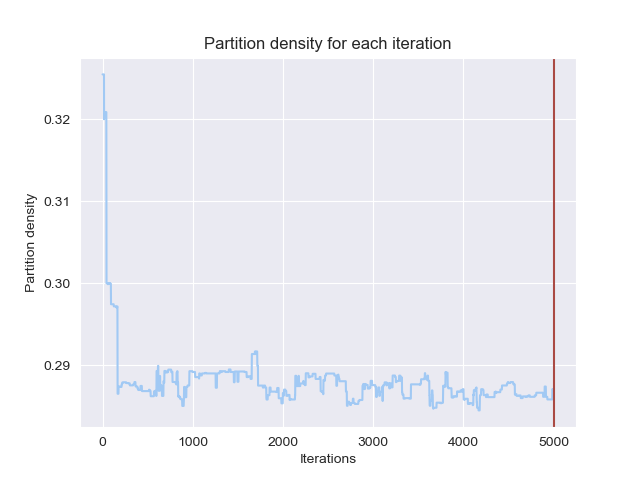 Partition density for each iteration
Partition density
0.32
0.31
0.30
0.29
0 1000 2000 3000 4000 5000
Iterations